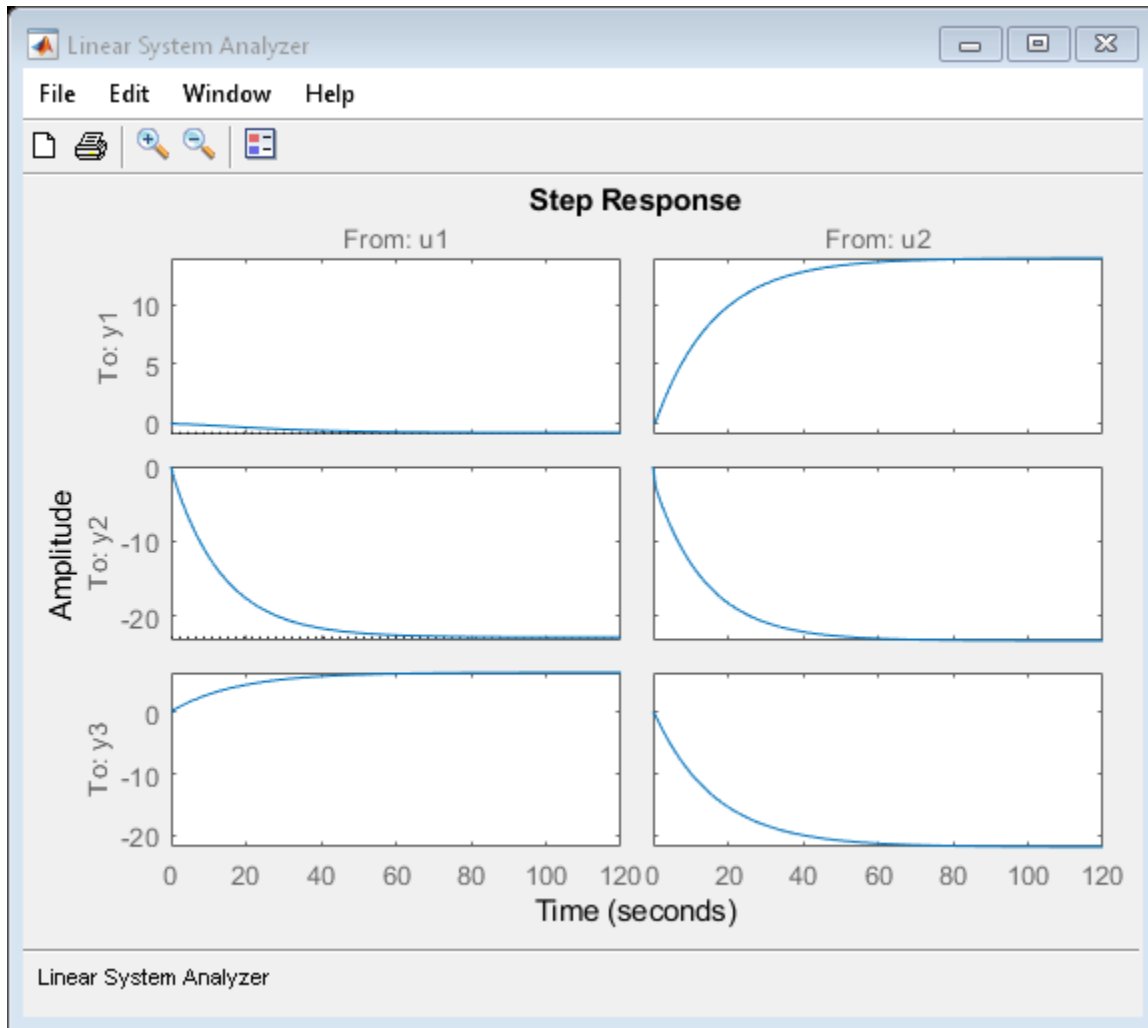 Linear System Analyzer
File Edit Window Help
Step Response
From: u1 From: u2
Amplitude
To: y1
10
5
0
To: y2
0
-10
-20
To: y3
0
-10
-20
0 20 40 60 80 100 120 0 20 40 60 80 100 120
Time (seconds)
Linear System Analyzer